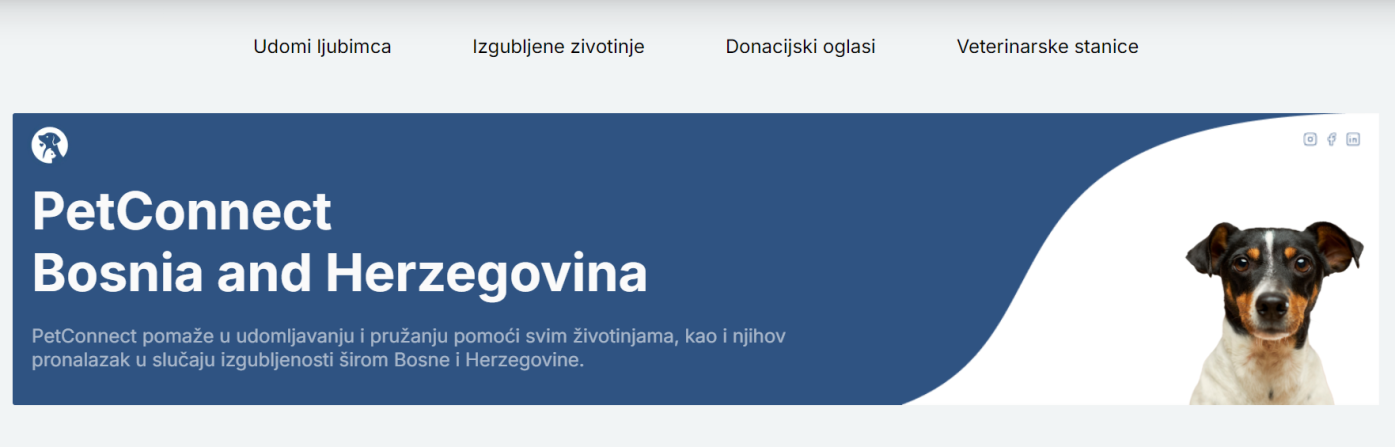 Udomi ljubimca Izgubljene zivotinje Donacijski oglasi Veterinarske stanice
PetConnect
Bosnia and Herzegovina
PetConnect pomaže u udomljavanju i pružanju pomoći svim životinjama, kao i njihov
pronalazak u slučaju izgubljenosti širom Bosne i Herzegovine.